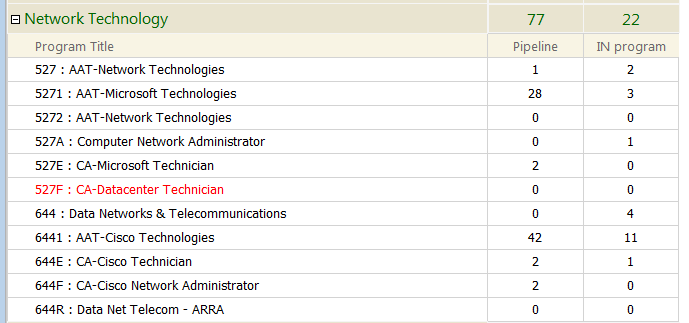 Network Technology 77 22
Program Title Pipeline IN program
527 : AAT-Network Technologies 1 2
5271 : AAT-Microsoft Technologies 28 3
5272 : AAT-Network Technologies 0 0
527A : Computer Network Administrator 0 1
527E : CA-Microsoft Technician 2 0
527F : CA-Datacenter Technician 0 0
644 : Data Networks & Telecommunications 0 4
6441 : AAT-Cisco Technologies 42 11
644E : CA-Cisco Technician 2 1
644F : CA-Cisco Network Administrator 2 0
644R : Data Net Telecom - ARRA 0 0